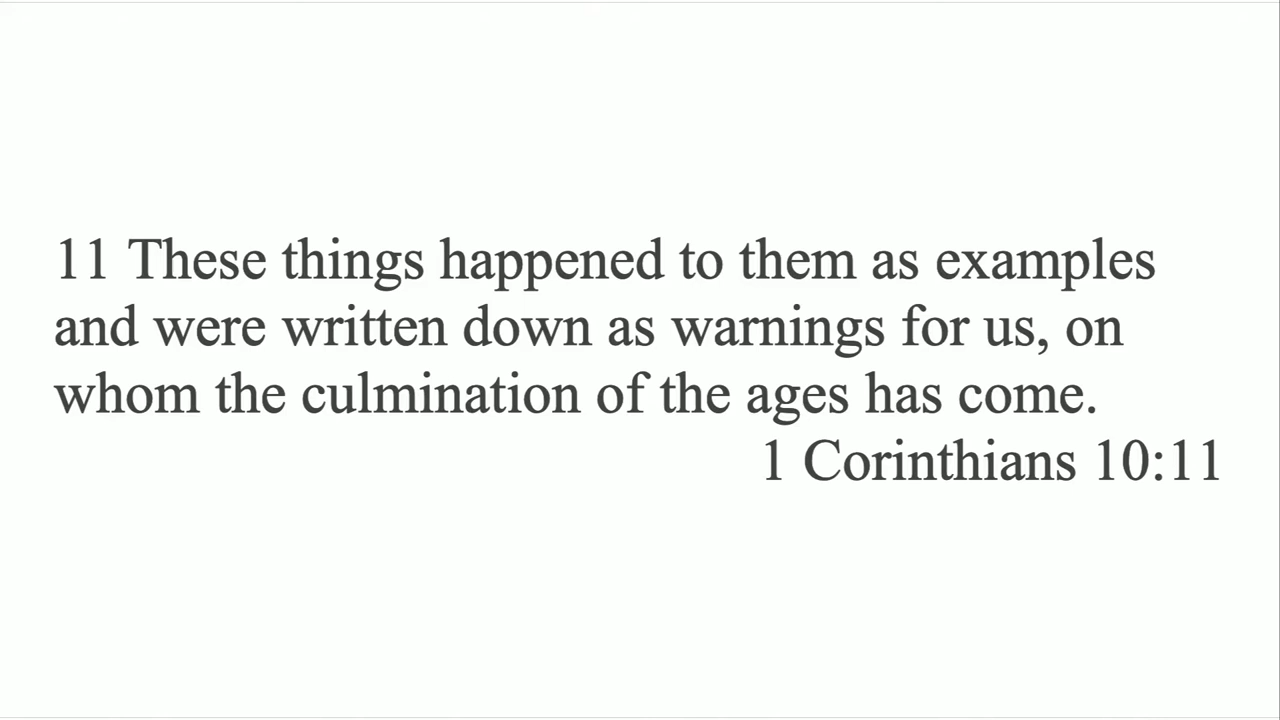 11 These things happened to them as examples
and were written down as warnings for us, on
whom the culmination of the ages has come.
1 Corinthians 10:11